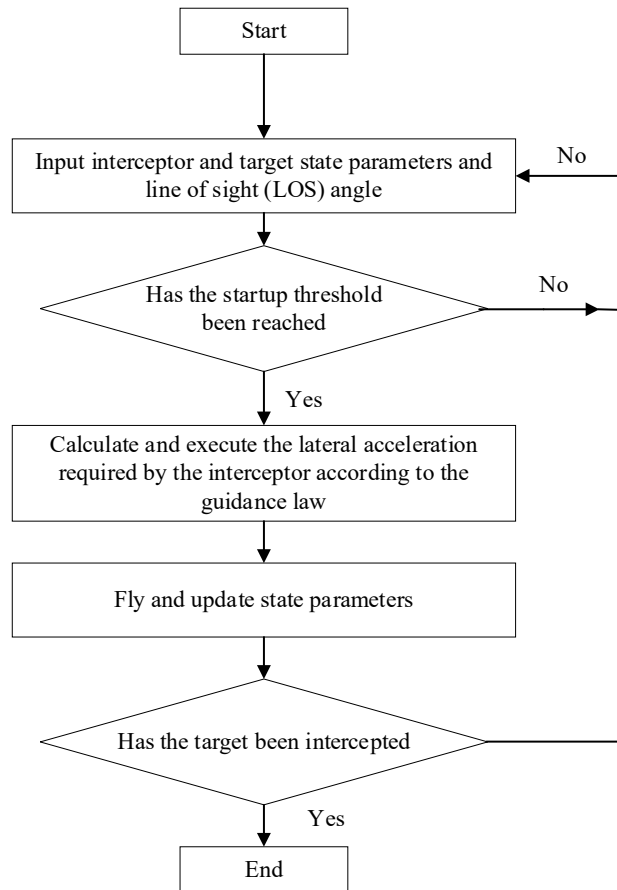 Start
Input interceptor and target state parameters and
line of sight (LOS) angle
No
Has the startup threshold
been reached
No
Yes
Calculate and execute the lateral acceleration
required by the interceptor according to the
guidance law
Fly and update state parameters
Has the target been intercepted
Yes
End